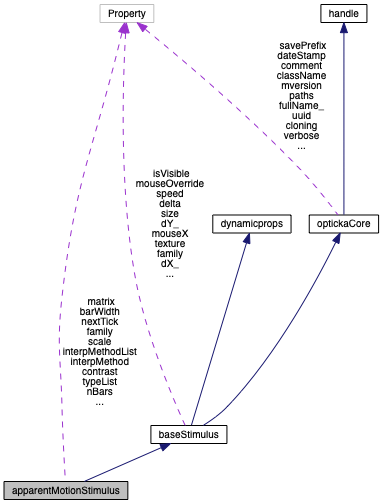 Property
handle
savePrefix
dateStamp
comment
className
mversion
paths
fullName_
uuid
cloning
verbose
...
isVisible
mouseOverride
speed
delta
size
dY_
mouseX
texture
family
dX_
...
dynamicprops
optickaCore
matrix
barWidth
nextTick
family
scale
interpMethodList
interpMethod
contrast
typeList
nBars
...
baseStimulus
apparentMotionStimulus